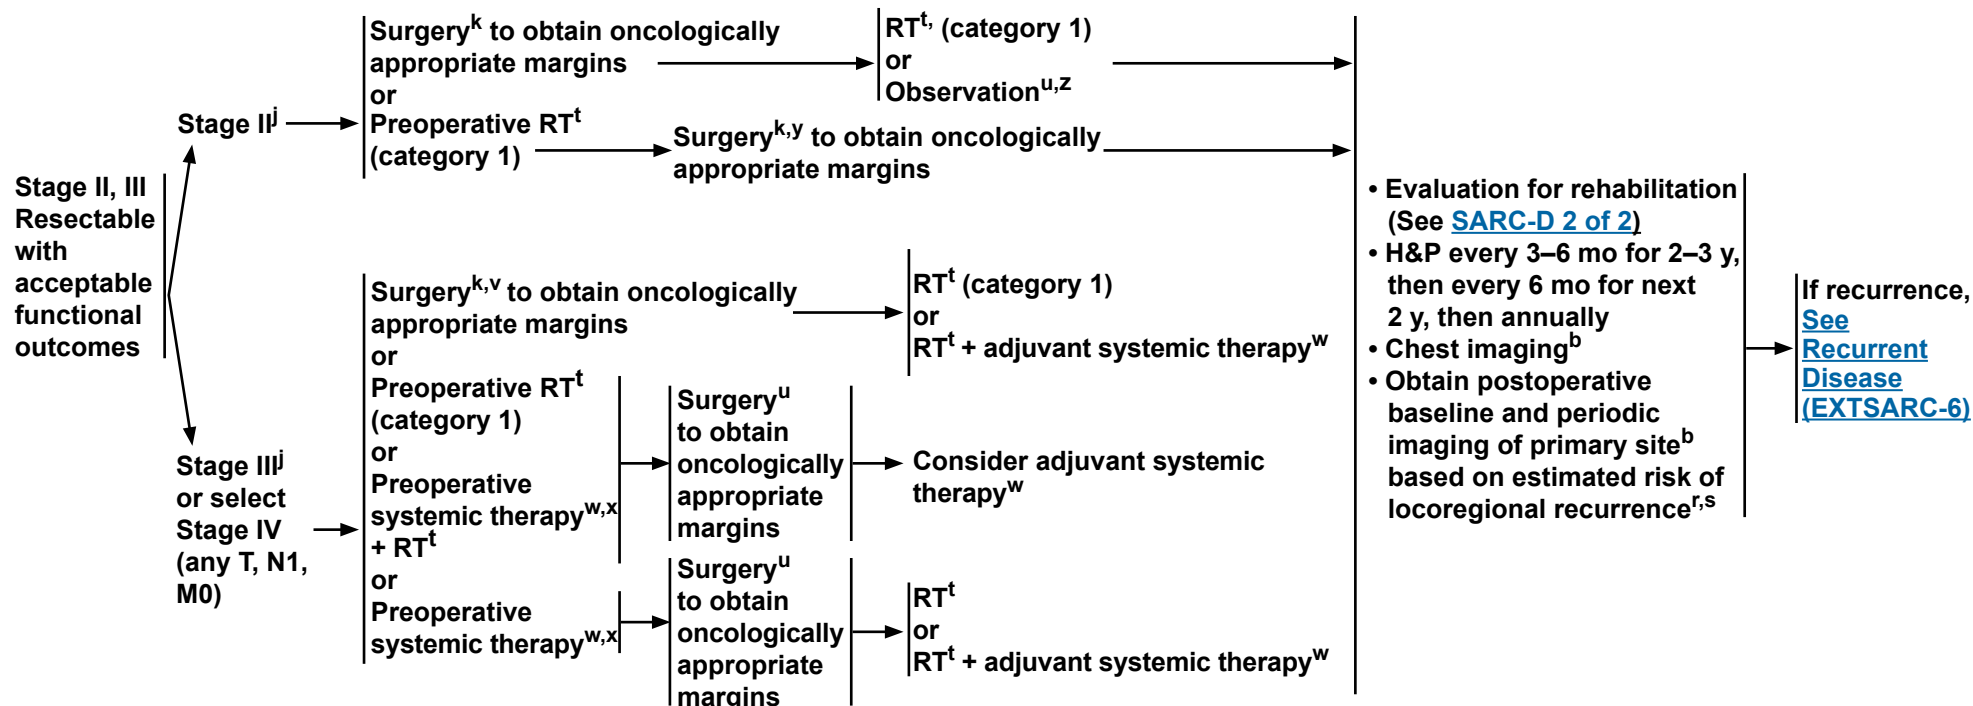 Stage II, III
Resectable
with
acceptable
functional
outcomes
Stage IIʲ
Surgeryᵏ to obtain oncologically
appropriate margins
or
Preoperative RTᵗ
(category 1)
RTᵗ, (category 1)
or
Observationᵘ,ᶻ
Surgeryᵏ,ʸ to obtain oncologically
appropriate margins
Stage IIIʲ
or select
Stage IV
(any T, N1,
M0)
Surgeryᵏ,ᵛ to obtain oncologically
appropriate margins
or
Preoperative RTᵗ
(category 1)
or
Preoperative
systemic therapyʷ,ˣ
+ RTᵗ
or
Preoperative
systemic therapyʷ,ˣ
RTᵗ (category 1)
or
RTᵗ + adjuvant systemic therapyʷ
Surgeryᵘ
to obtain
oncologically
appropriate
margins
Consider adjuvant systemic
therapyʷ
Surgeryᵘ
to obtain
oncologically
appropriate
margins
RTᵗ
or
RTᵗ + adjuvant systemic therapyʷ
• Evaluation for rehabilitation
(See SARC-D 2 of 2)
• H&P every 3–6 mo for 2–3 y,
then every 6 mo for next
2 y, then annually
• Chest imagingᵇ
• Obtain postoperative
baseline and periodic
imaging of primary siteᵇ
based on estimated risk of
locoregional recurrenceʳ,ˢ
If recurrence,
See
Recurrent
Disease
(EXTSARC-6)